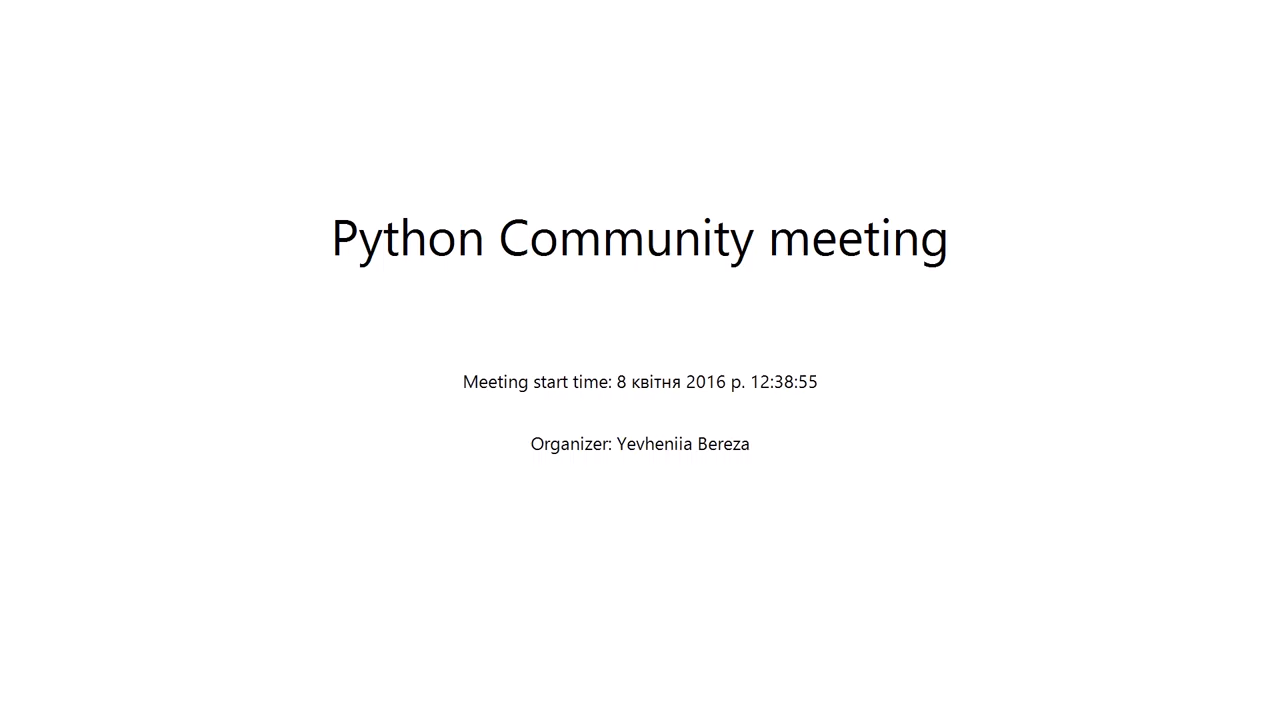 Python Community meeting
Meeting start time: 8 квітня 2016 р. 12:38:55
Organizer: Yevheniia Bereza